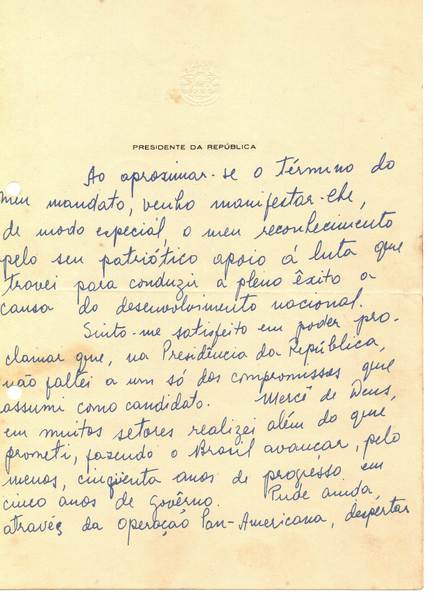 PRESIDENTE DA REPÚBLICA
Ao aproximar-se o término do
meu mandato, venho manifestar-lhe,
de modo especial, o meu reconhecimento
pelo seu patriótico apoio á luta que
travei para conduzir a pleno êxito a
causa do desenvolvimento nacional.
Sinto-me satisfeito em poder pro-
clamar que, na Presidência da República,
não faltei a um só dos compromissos que
assumi como candidato. Mercê de Deus,
em muitos setores realizei além do que
prometi, fazendo o Brasil avançar, pelo
menos, cinqüenta anos de progresso em
cinco anos de govêrno. Pude ainda,
através da Operação Pan-Americana, despertar